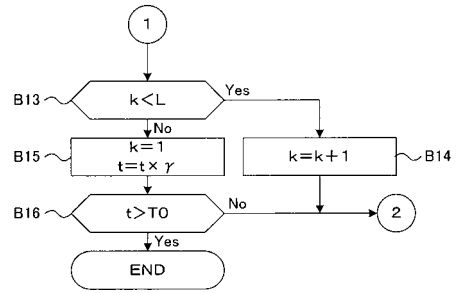 1
B13
k<L
Yes
No
B15
k=1
t=t×γ
k=k+1
B14
B16
t>T0
No
2
Yes
END